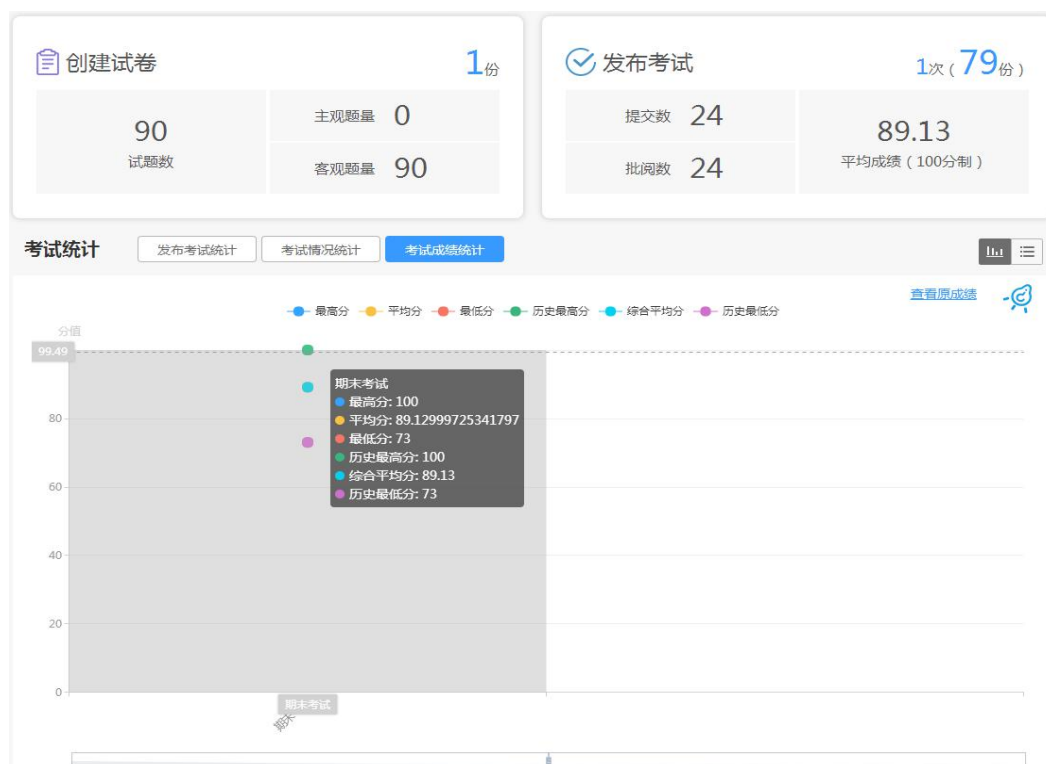 创建试卷
1份
90
试题数
主观题量 0
客观题量 90
发布考试
1次 ( 79份 )
提交数 24
批阅数 24
89.13
平均成绩 ( 100分制 )
考试统计
发布考试统计
考试情况统计
考试成绩统计
查看原成绩
最高分 平均分 最低分 历史最高分 综合平均分 历史最低分
分值
99.49
80
60
40
20
0
期末考试
最高分: 100
平均分: 89.12999725341797
最低分: 73
历史最高分: 100
综合平均分: 89.13
历史最低分: 73
期末考试
期末